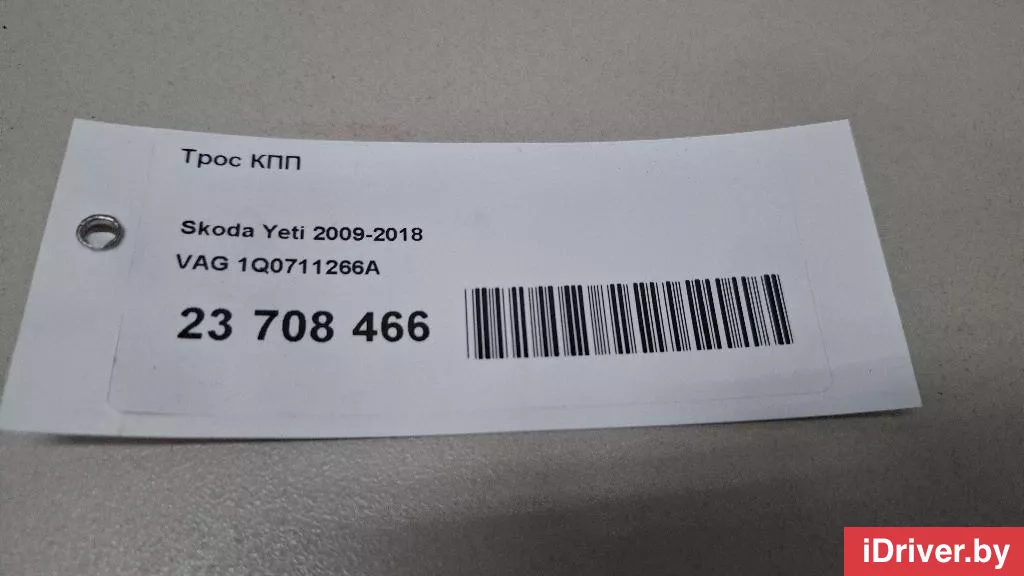 Трос КПП
Skoda Yeti 2009-2018
VAG 1Q0711266A
23 708 466
iDriver.by